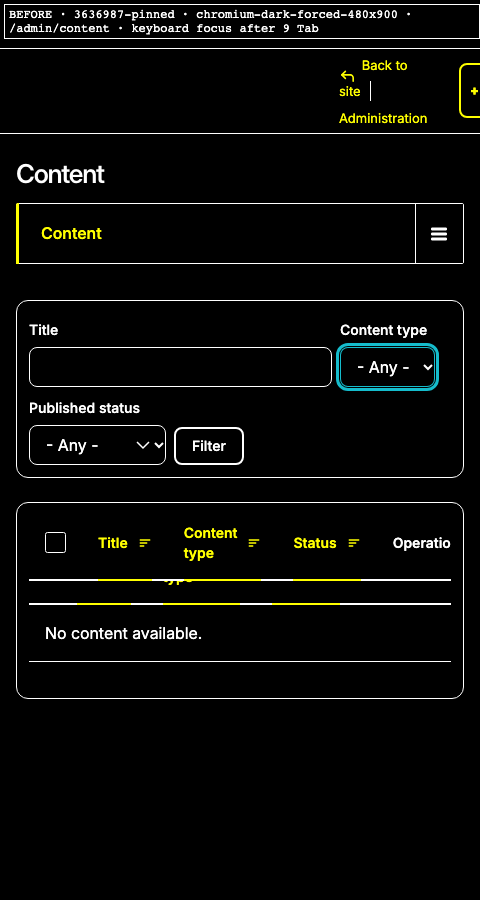 BEFORE · 3636987-pinned · chromium-dark-forced-480x900 ·
/admin/content · keyboard focus after 9 Tab
Back to
site
Administration
+
Content
Content
Title
Content type
- Any -
Published status
- Any -
Filter
Title
Content
type
Status
Operatio
type
No content available.